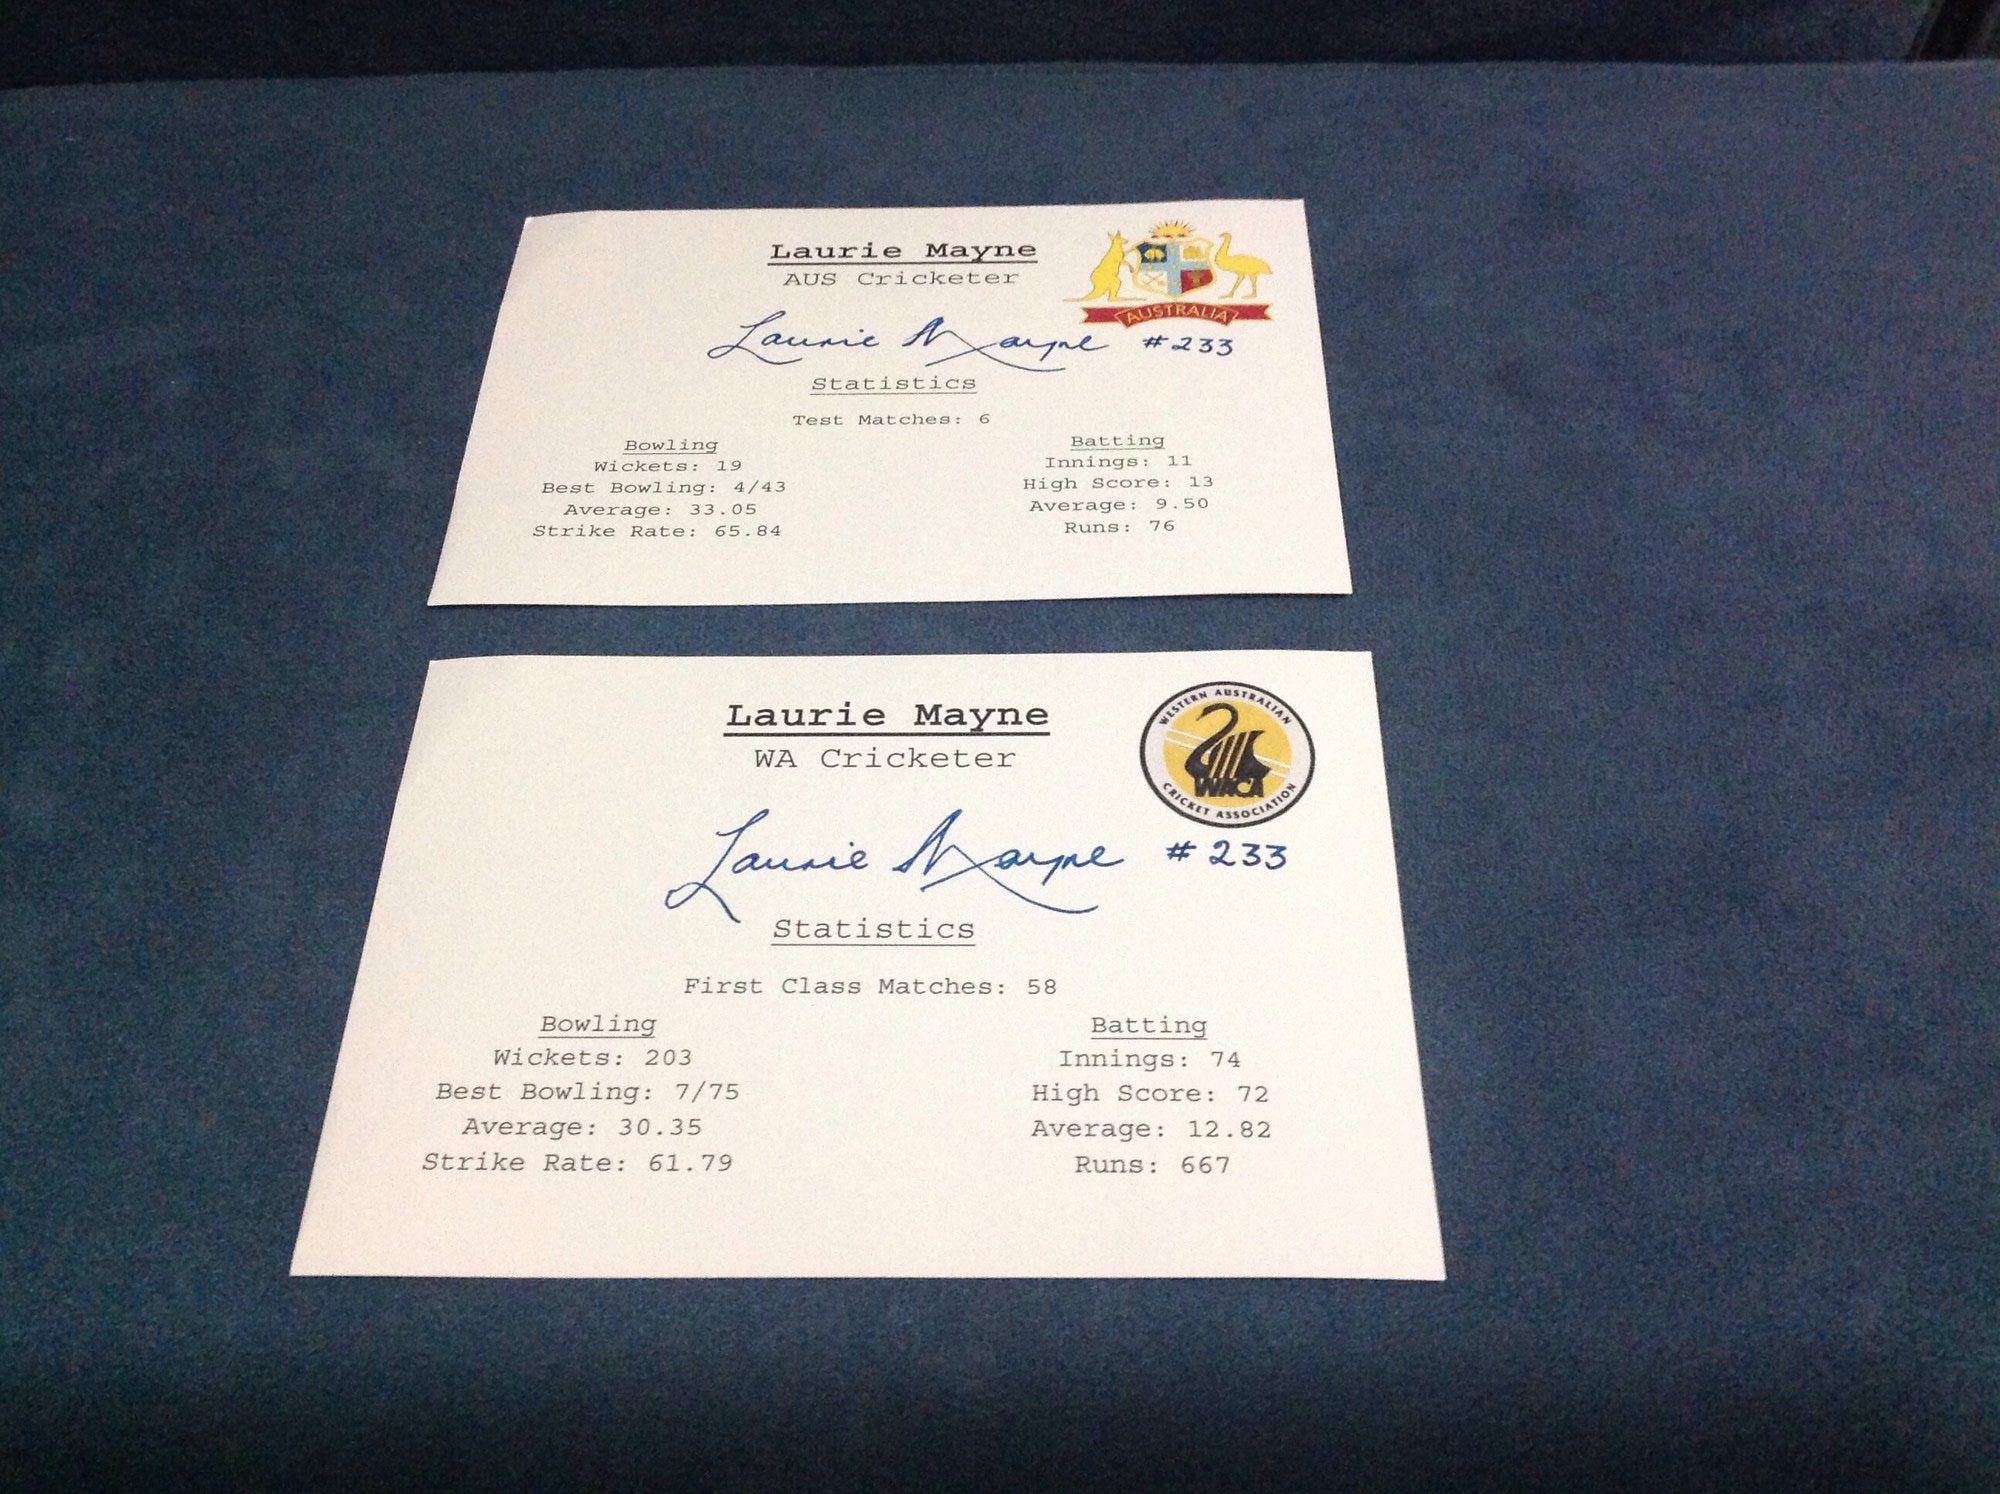 Laurie Mayne
AUS Cricketer
AUSTRALIA
Laurie Mayne #233
Statistics
Test Matches: 6
Bowling
Wickets: 19
Best Bowling: 4/43
Average: 33.05
Strike Rate: 65.84
Batting
Innings: 11
High Score: 13
Average: 9.50
Runs: 76
Laurie Mayne
WA Cricketer
WESTERN AUSTRALIAN
WACA
CRICKET ASSOCIATION
Laurie Mayne #233
Statistics
First Class Matches: 58
Bowling
Wickets: 203
Best Bowling: 7/75
Average: 30.35
Strike Rate: 61.79
Batting
Innings: 74
High Score: 72
Average: 12.82
Runs: 667